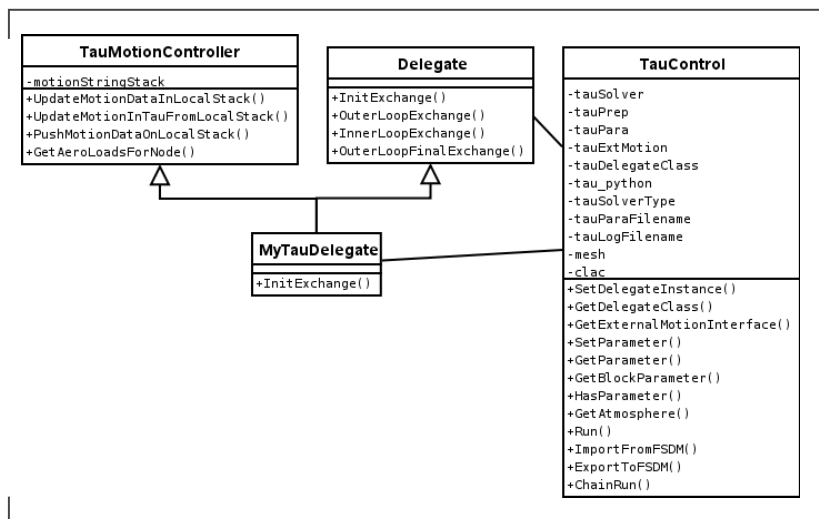 TauMotionController
-motionStringStack
+UpdateMotionDataInLocalStack()
+UpdateMotionInTauFromLocalStack()
+PushMotionDataOnLocalStack()
+GetAeroLoadsForNode()
Delegate
+InitExchange()
+OuterLoopExchange()
+InnerLoopExchange()
+OuterLoopFinalExchange()
MyTauDelegate
+InitExchange()
TauControl
-tauSolver
-tauPrep
-tauPara
-tauExtMotion
-tauDelegateClass
-tau_python
-tauSolverType
-tauParaFilename
-tauLogFilename
-mesh
-clac
+SetDelegateInstance()
+GetDelegateClass()
+GetExternalMotionInterface()
+SetParameter()
+GetParameter()
+GetBlockParameter()
+HasParameter()
+GetAtmosphere()
+Run()
+ImportFromFSDM()
+ExportToFSDM()
+ChainRun()